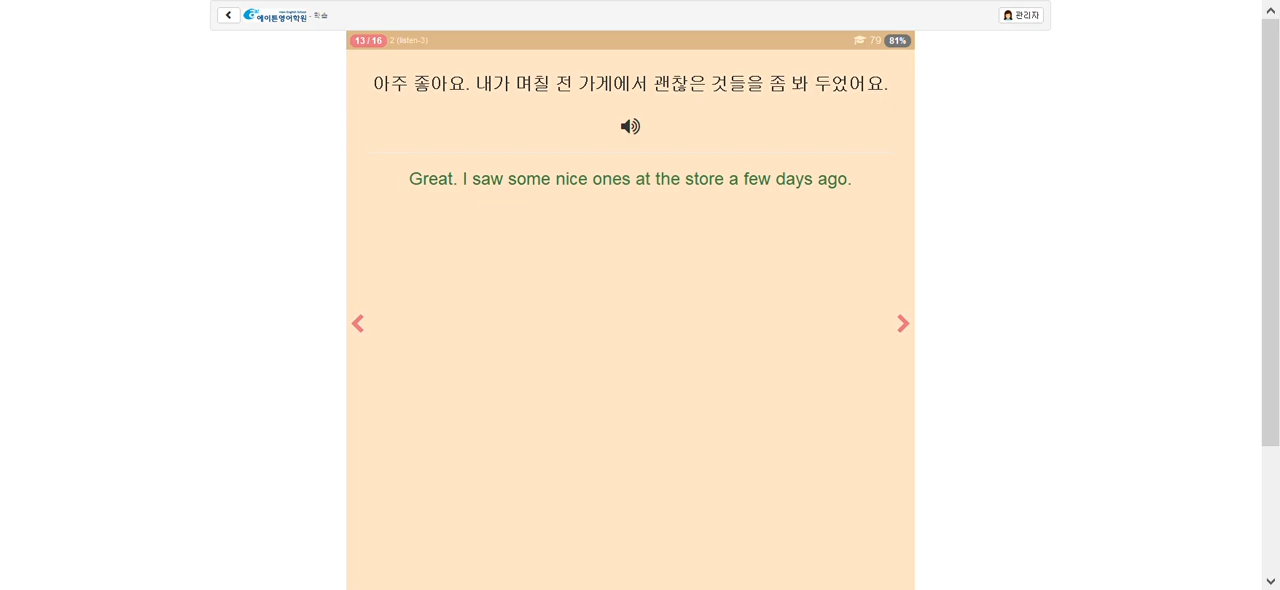 에이튼영어학원 - 학습
관리자
13 / 16 2 (listen-3) 79 81%
아주 좋아요. 내가 며칠 전 가게에서 괜찮은 것들을 좀 봐 두었어요.
Great. I saw some nice ones at the store a few days ago.